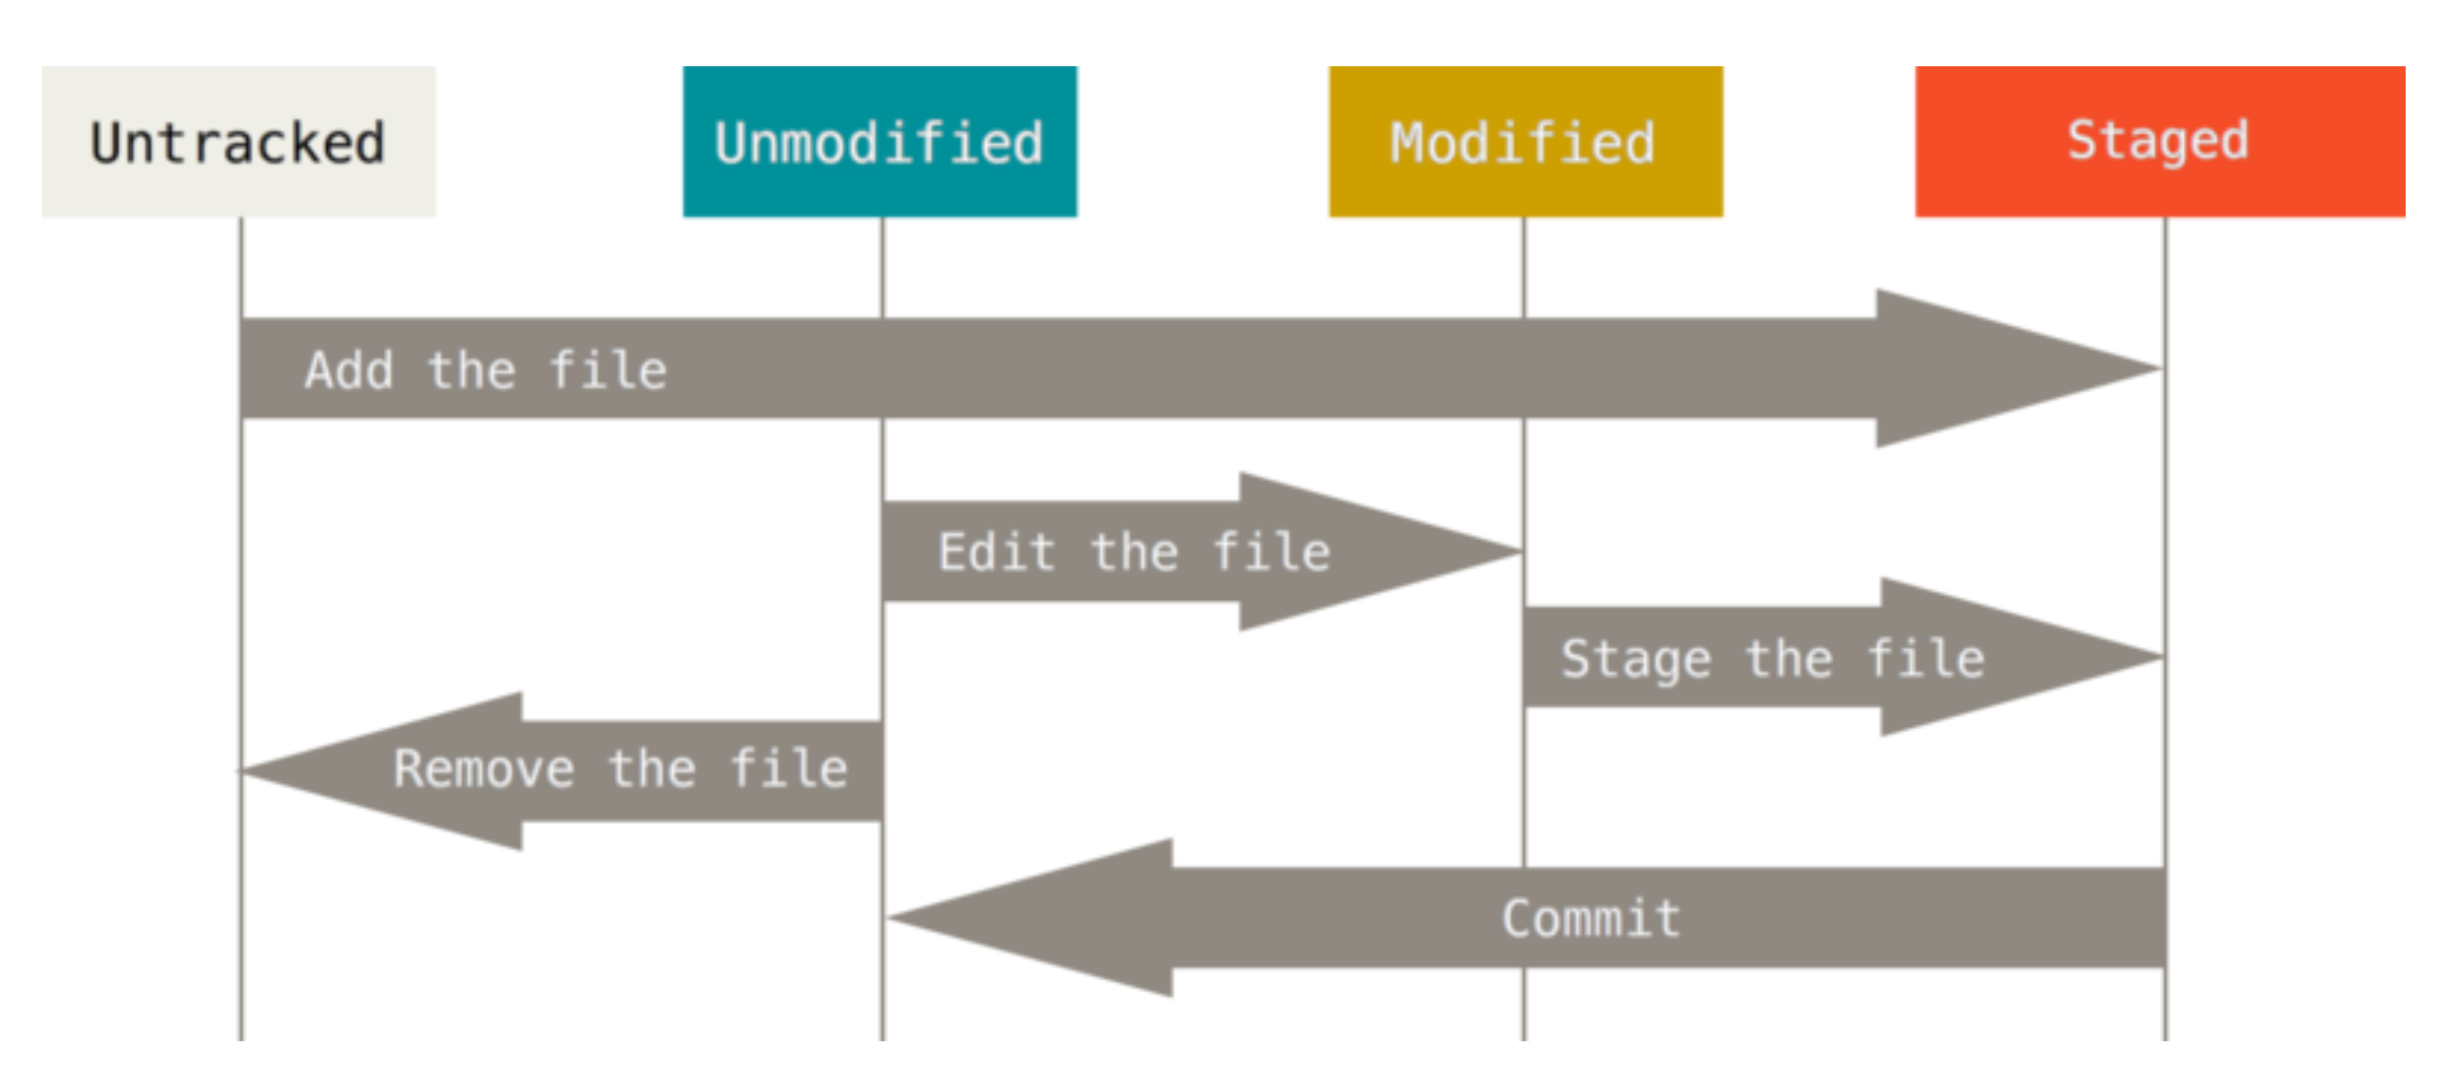 Untracked
Unmodified
Modified
Staged
Add the file
Edit the file
Stage the file
Remove the file
Commit